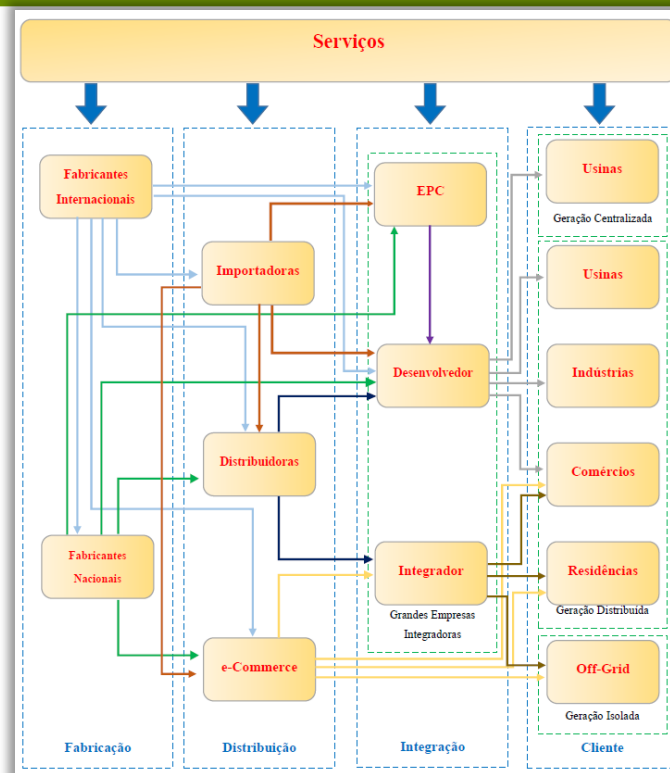 Serviços
Fabricantes
Internacionais
Importadoras
Distribuidoras
Fabricantes
Nacionais
e-Commerce
EPC
Desenvolvedor
Integrador
Grandes Empresas
Integradoras
Usinas
Geração Centralizada
Usinas
Indústrias
Comércios
Residências
Geração Distribuida
Off-Grid
Geração Isolada
Fabricação
Distribuição
Integração
Cliente